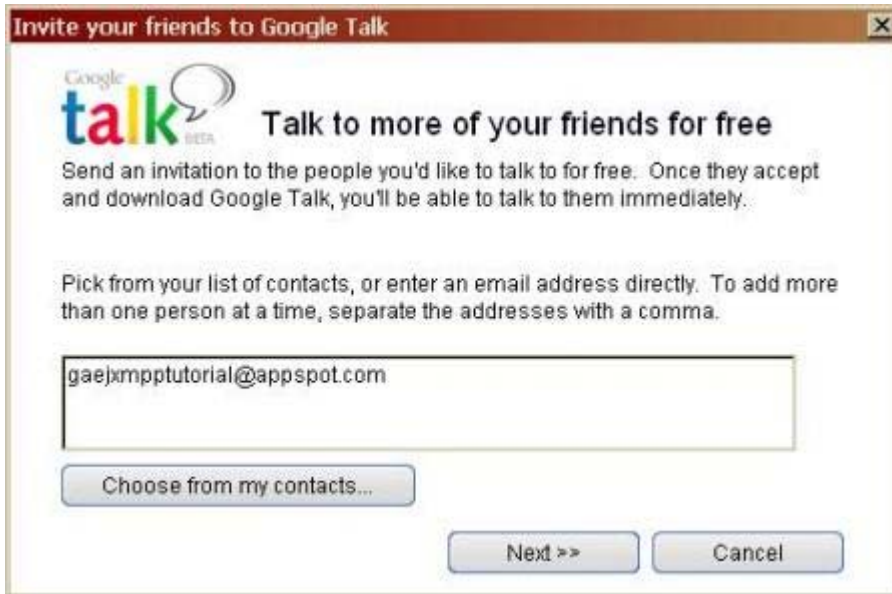 Invite your friends to Google Talk
Google
talk
BETA
Talk to more of your friends for free
Send an invitation to the people you'd like to talk to for free. Once they accept
and download Google Talk, you'll be able to talk to them immediately.
Pick from your list of contacts, or enter an email address directly. To add more
than one person at a time, separate the addresses with a comma.
gaejxmpptutorial@appspot.com
Choose from my contacts...
Next >>
Cancel